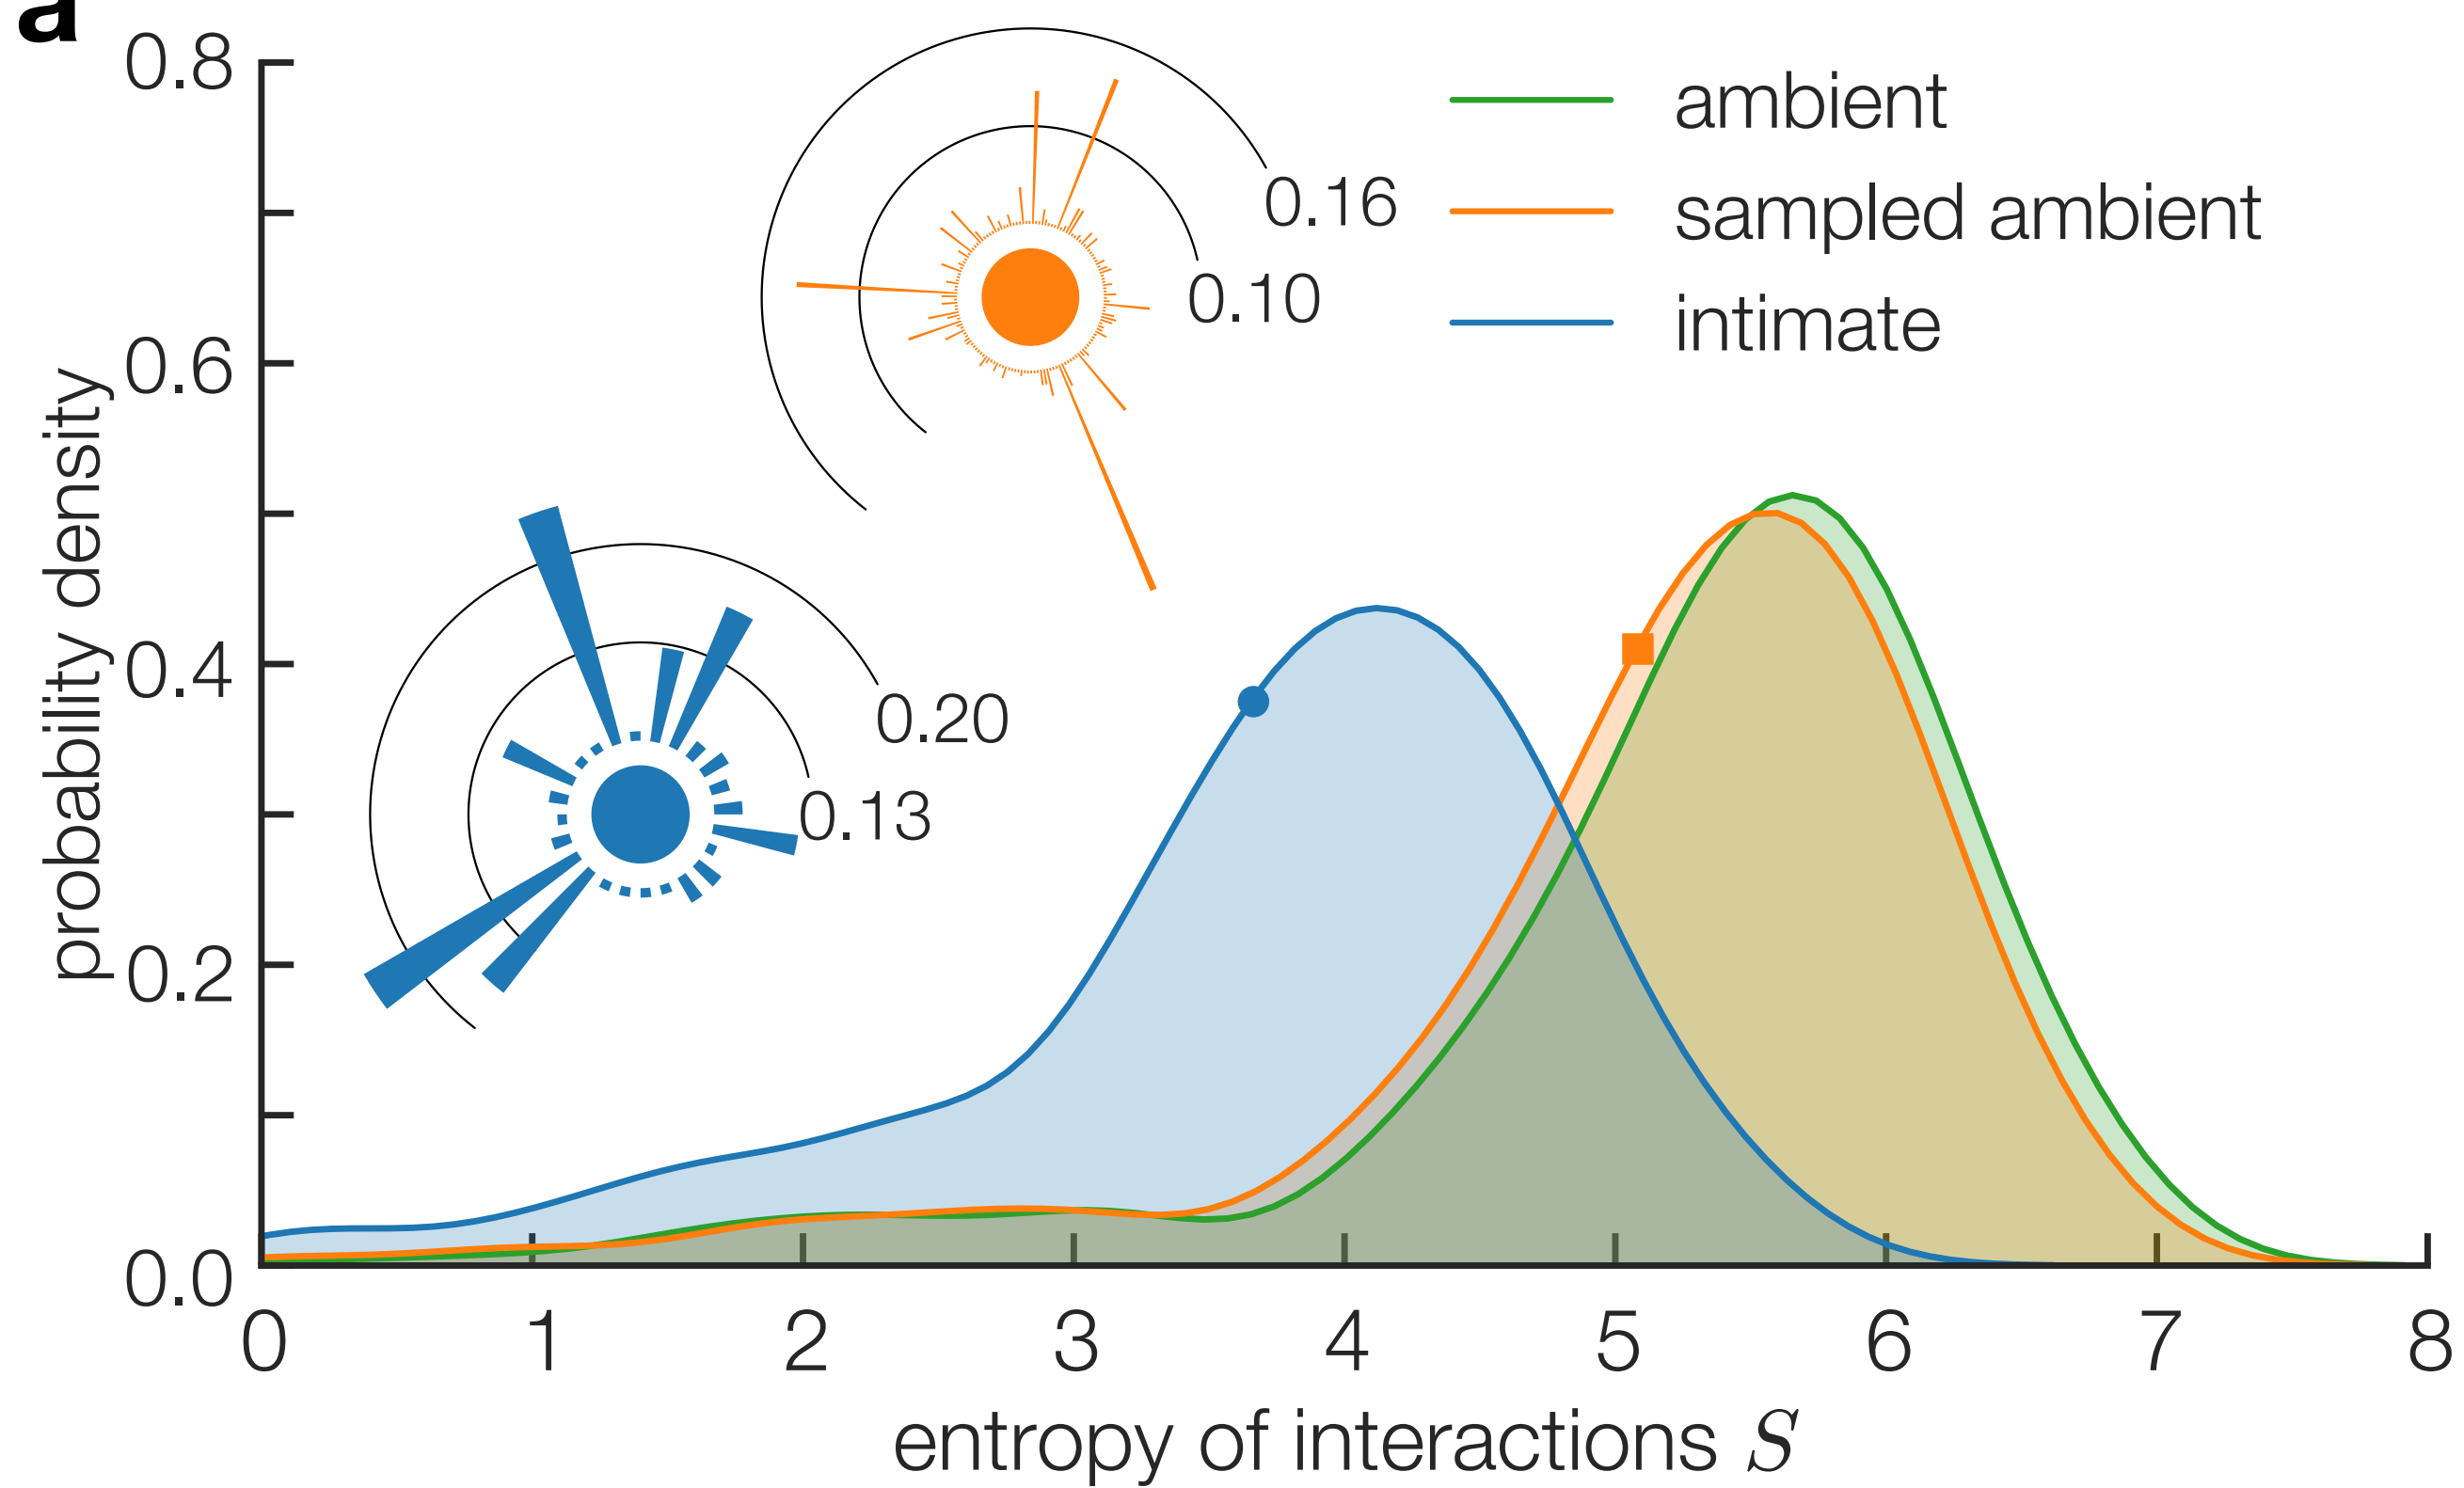 a
0.8
0.6
0.4
0.2
0.0
probability density
0.16
0.10
0.20
0.13
ambient
sampled ambient
intimate
0 1 2 3 4 5 6 7 8
entropy of interactions S